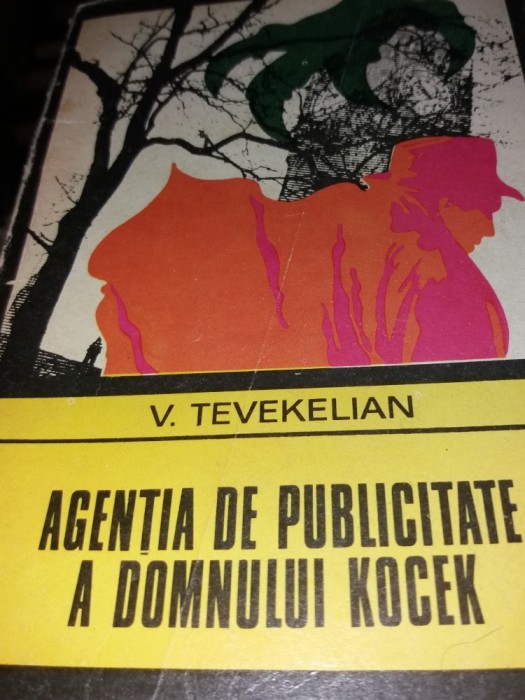 V. TEVEKELIAN
AGENȚIA DE PUBLICITATE
A DOMNULUI KOCEK